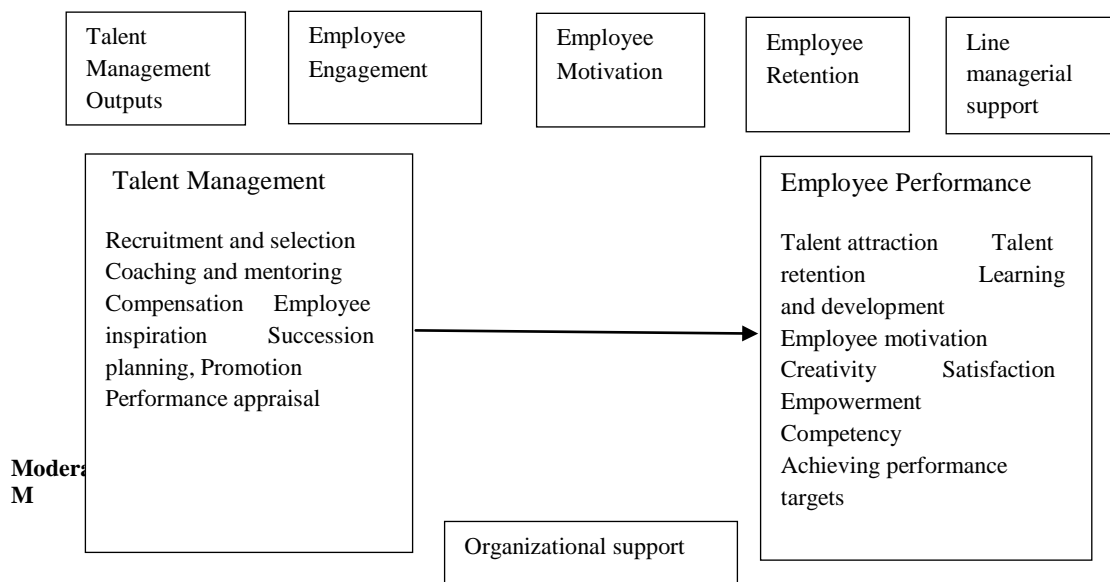 Talent
Management
Outputs
Employee
Engagement
Employee
Motivation
Employee
Retention
Line
managerial
support
Talent Management
Recruitment and selection
Coaching and mentoring
Compensation Employee
inspiration Succession
planning, Promotion
Performance appraisal
Employee Performance
Talent attraction Talent
retention Learning
and development
Employee motivation
Creativity Satisfaction
Empowerment
Competency
Achieving performance
targets
M
Organizational support